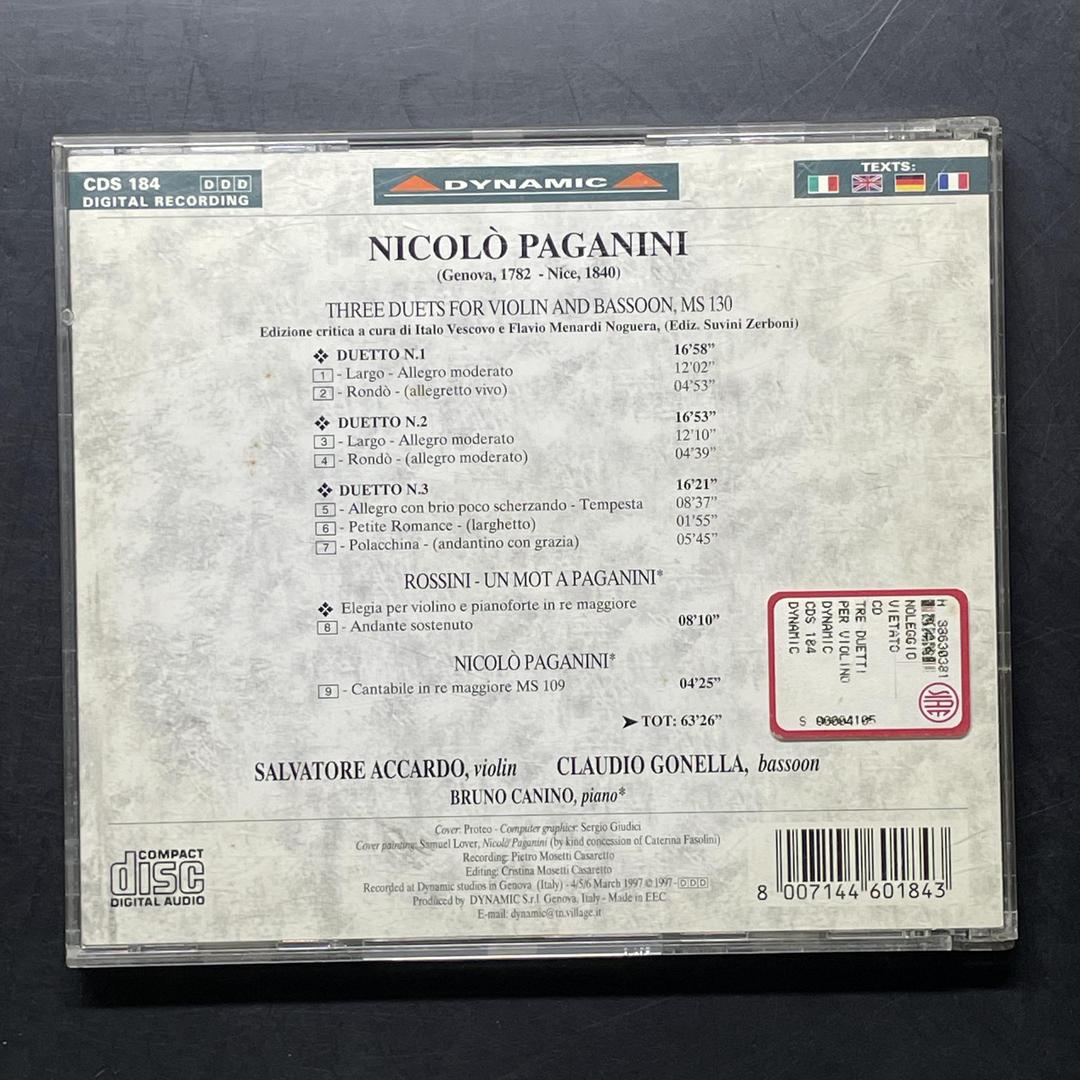 CDS 184 DDD
DIGITAL RECORDING
DYNAMIC
TEXTS:
NICOLÒ PAGANINI
(Genova, 1782 - Nice, 1840)
THREE DUETS FOR VIOLIN AND BASSOON, MS 130
Edizione critica a cura di Italo Vescovo e Flavio Menardi Noguera, (Ediz. Suvini Zerboni)
❖ DUETTO N.1 16’58”
1 - Largo - Allegro moderato 12’02”
2 - Rondò - (allegretto vivo) 04’53”
❖ DUETTO N.2 16’53”
3 - Largo - Allegro moderato 12’10”
4 - Rondò - (allegro moderato) 04’39”
❖ DUETTO N.3 16’21”
5 - Allegro con brio poco scherzando - Tempesta 08’37”
6 - Petite Romance - (larghetto) 01’55”
7 - Polacchina - (andantino con grazia) 05’45”
ROSSINI - UN MOT A PAGANINI*
❖ Elegia per violino e pianoforte in re maggiore
8 - Andante sostenuto 08’10”
NICOLÒ PAGANINI*
9 - Cantabile in re maggiore MS 109 04’25”
➤ TOT: 63’26”
SALVATORE ACCARDO, violin CLAUDIO GONELLA, bassoon
BRUNO CANINO, piano*
Cover: Proteo - Computer graphics: Sergio Giudici
Cover painting: Samuel Lover, Nicolò Paganini (by kind concession of Caterina Fasolini)
Recording: Pietro Mosetti Casaretto
Editing: Cristina Mosetti Casaretto
Recorded at Dynamic studios in Genova (Italy) - 4/5/6 March 1997 © 1997 - DDD
Produced by DYNAMIC S.r.l Genova, Italy - Made in EEC
E-mail: dynamic@tn.village.it
COMPACT
disc
DIGITAL AUDIO
8 007144 601843
H 33630381
NOLEGGIO
VIETATO
CD
TRE DUETTI
PER VIOLINO
DYNAMIC
CDS 184
DYNAMIC
S 00004105
SIAE